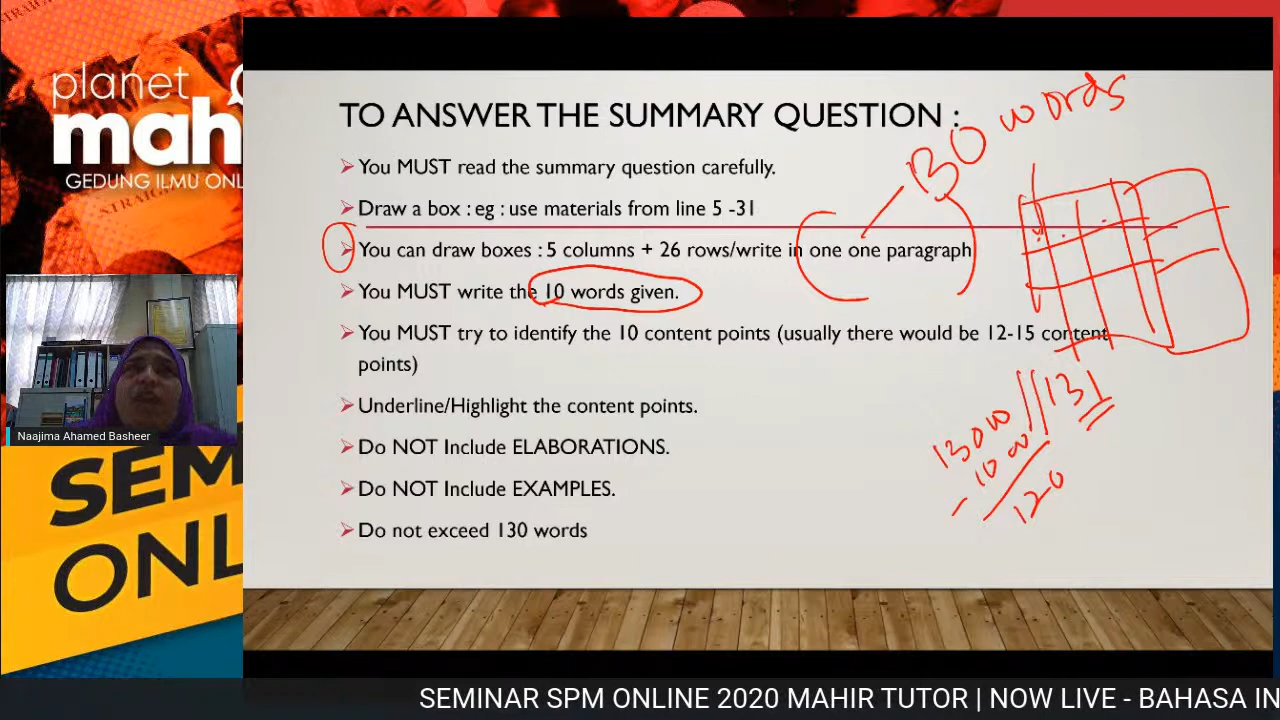 planet
mah
GEDUNG ILMU ONL
TO ANSWER THE SUMMARY QUESTION :
➢ You MUST read the summary question carefully.
➢ Draw a box : eg : use materials from line 5 -31
➢ You can draw boxes : 5 columns + 26 rows/write in one one paragraph
➢ You MUST write the 10 words given.
➢ You MUST try to identify the 10 content points (usually there would be 12-15 content
points)
➢ Underline/Highlight the content points.
➢ Do NOT Include ELABORATIONS.
➢ Do NOT Include EXAMPLES.
➢ Do not exceed 130 words
130 words
130w // 131
- 10w
120
Naajima Ahamed Basheer
SEM
ONL
SEMINAR SPM ONLINE 2020 MAHIR TUTOR | NOW LIVE - BAHASA IN